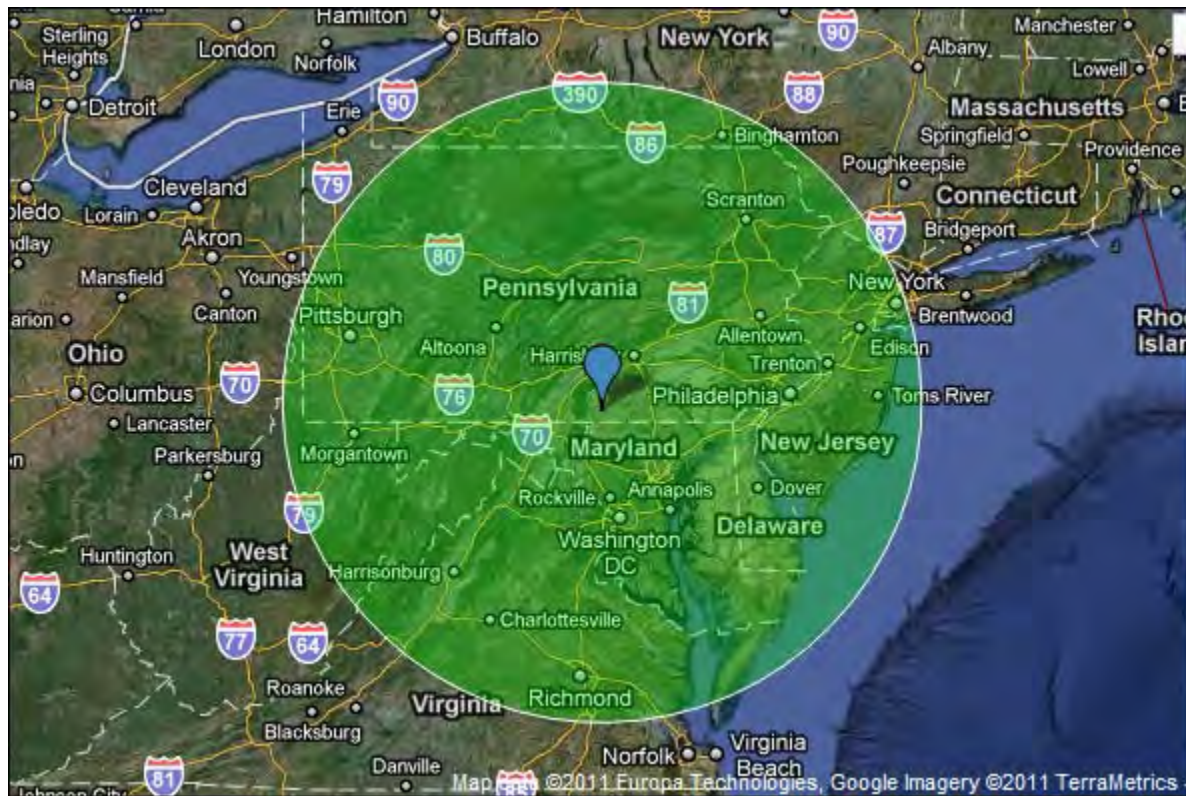 Sterling
Heights
London
Hamilton
Norfolk
Buffalo
New York
90
Albany
Manchester
Lowell
Detroit
Erie
90
390
88
86
Binghamton
Massachusetts
Springfield
Providence
Poughkeepsie
Connecticut
79
Cleveland
Lorain
Akron
Scranton
87
Bridgeport
Mansfield
Youngstown
80
Pennsylvania
81
New York
Brentwood
Canton
Pittsburgh
Altoona
Allentown
Edison
Ohio
Trenton
Columbus
70
76
Philadelphia
Toms River
Lancaster
Morgantown
70
Maryland
New Jersey
Parkersburg
Rockville
Annapolis
Dover
79
Washington
DC
Delaware
Huntington
West
Virginia
Harrisonburg
64
77
64
Charlottesville
Roanoke
Blacksburg
Virginia
Richmond
Norfolk
Virginia
Beach
81
Danville
©2011 Europa Technologies, Google Imagery ©2011 TerraMetrics